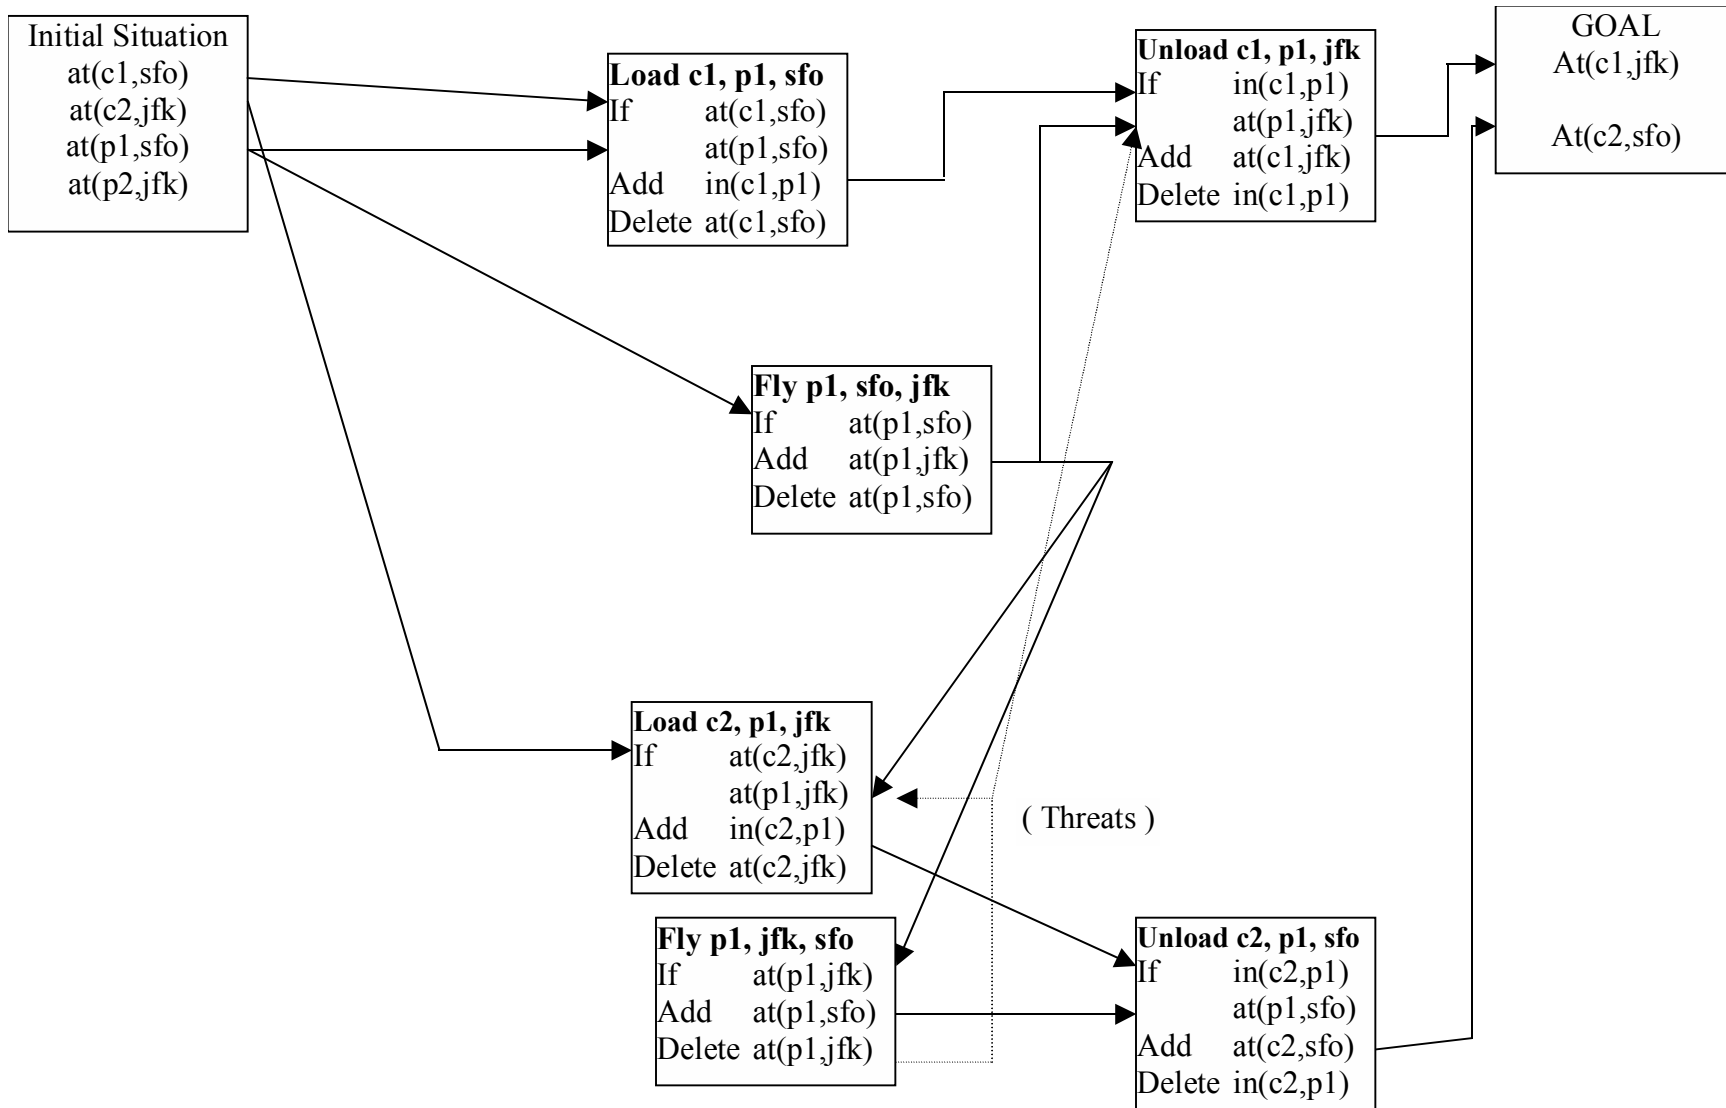 Initial Situation
at(c1,sfo)
at(c2,jfk)
at(p1,sfo)
at(p2,jfk)
Load c1, p1, sfo
If at(c1,sfo)
at(p1,sfo)
Add in(c1,p1)
Delete at(c1,sfo)
Unload c1, p1, jfk
If in(c1,p1)
at(p1,jfk)
Add at(c1,jfk)
Delete in(c1,p1)
GOAL
At(c1,jfk)
At(c2,sfo)
Fly p1, sfo, jfk
If at(p1,sfo)
Add at(p1,jfk)
Delete at(p1,sfo)
Load c2, p1, jfk
If at(c2,jfk)
at(p1,jfk)
Add in(c2,p1)
Delete at(c2,jfk)
( Threats )
Fly p1, jfk, sfo
If at(p1,jfk)
Add at(p1,sfo)
Delete at(p1,jfk)
Unload c2, p1, sfo
If in(c2,p1)
at(p1,sfo)
Add at(c2,sfo)
Delete in(c2,p1)